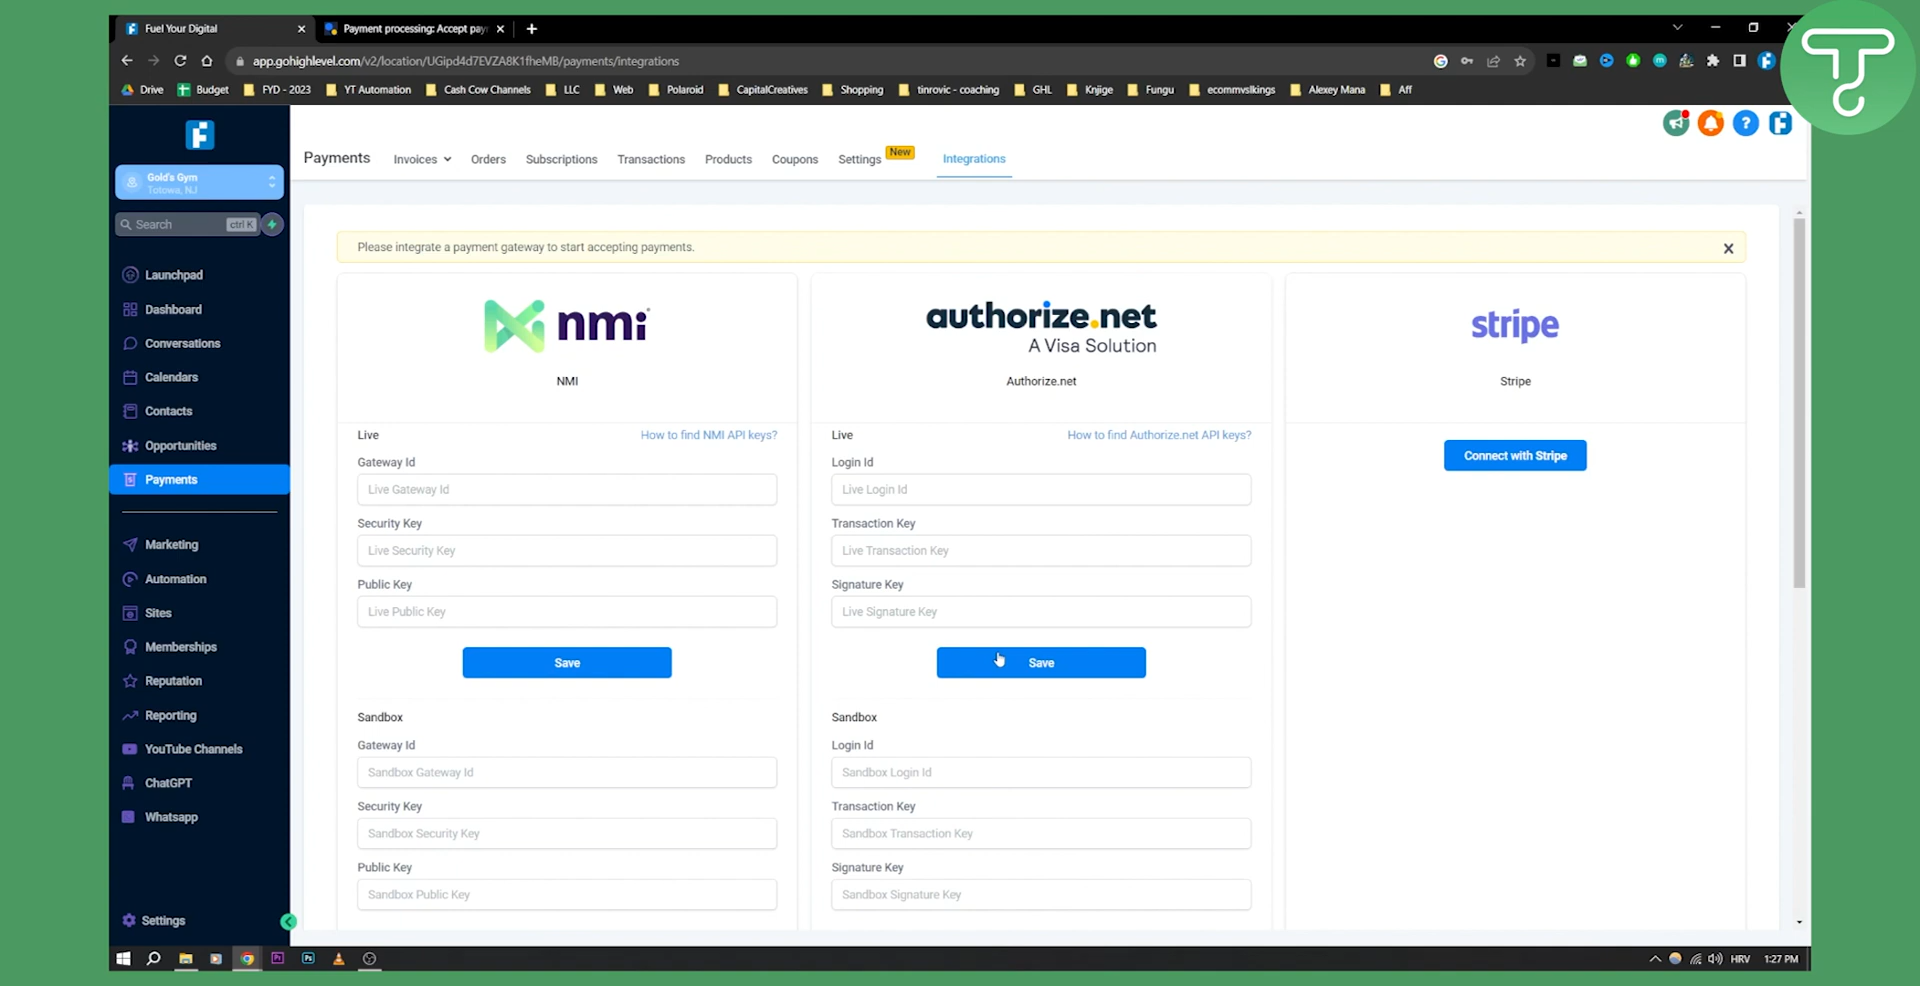 Fuel Your Digital
Payment processing: Accept pay
app.gohighlevel.com/v2/location/UGipd4d7EVZA8K1fheMB/payments/integrations
Drive Budget FYD - 2023 YT Automation Cash Cow Channels LLC Web Polaroid CapitalCreatives Shopping tinrovic - coaching GHL Knjige Fungu ecommvslkings Alexey Mana Aff
Gold's Gym
Totowa, NJ
Search ctrl K
Launchpad
Dashboard
Conversations
Calendars
Contacts
Opportunities
Payments
Marketing
Automation
Sites
Memberships
Reputation
Reporting
YouTube Channels
ChatGPT
Whatsapp
Settings
Payments Invoices Orders Subscriptions Transactions Products Coupons Settings New Integrations
Please integrate a payment gateway to start accepting payments.
nmi
NMI
Live How to find NMI API keys?
Gateway Id
Live Gateway Id
Security Key
Live Security Key
Public Key
Live Public Key
Save
Sandbox
Gateway Id
Sandbox Gateway Id
Security Key
Sandbox Security Key
Public Key
Sandbox Public Key
authorize.net
A Visa Solution
Authorize.net
Live How to find Authorize.net API keys?
Login Id
Live Login Id
Transaction Key
Live Transaction Key
Signature Key
Live Signature Key
Save
Sandbox
Login Id
Sandbox Login Id
Transaction Key
Sandbox Transaction Key
Signature Key
Sandbox Signature Key
stripe
Stripe
Connect with Stripe
HRV 1:27 PM